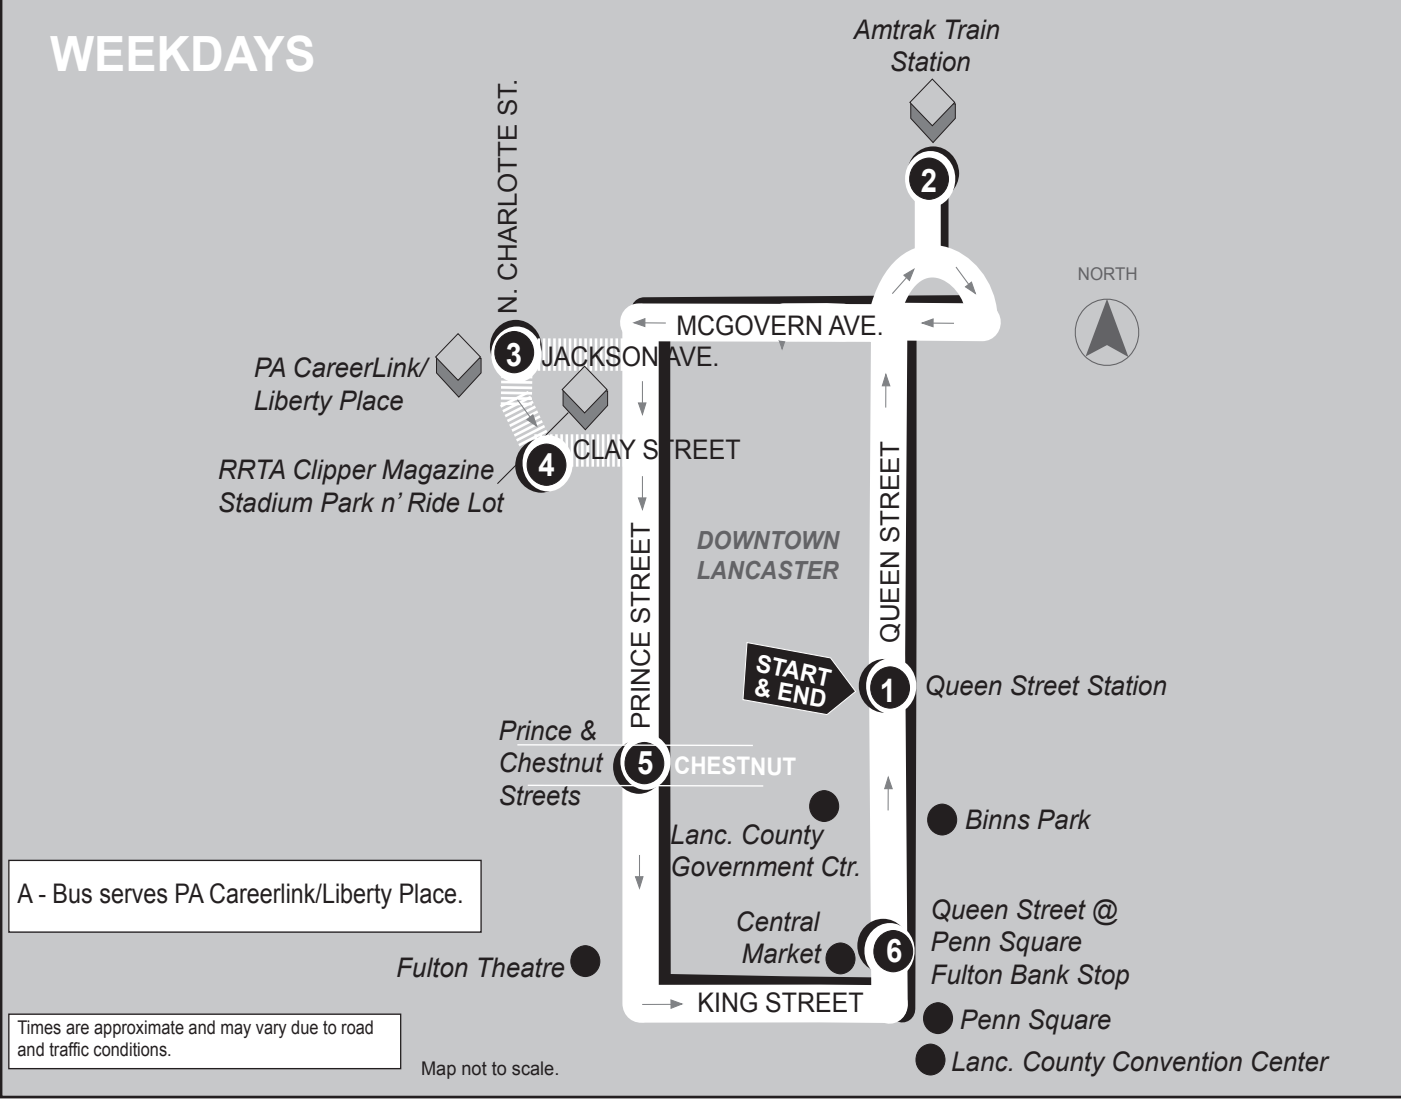 WEEKDAYS
Amtrak Train
Station
2
N. CHARLOTTE ST.
NORTH
MCGOVERN AVE.
3
JACKSON AVE.
PA CareerLink/
Liberty Place
4
CLAY STREET
RRTA Clipper Magazine
Stadium Park n’ Ride Lot
QUEEN STREET
DOWNTOWN
LANCASTER
PRINCE STREET
START
& END
1
Queen Street Station
Prince &
Chestnut
Streets
5
CHESTNUT
Lanc. County
Government Ctr.
Binns Park
A - Bus serves PA Careerlink/Liberty Place.
Central
Market
6
Queen Street @
Penn Square
Fulton Bank Stop
Fulton Theatre
KING STREET
Penn Square
Lanc. County Convention Center
Times are approximate and may vary due to road
and traffic conditions.
Map not to scale.